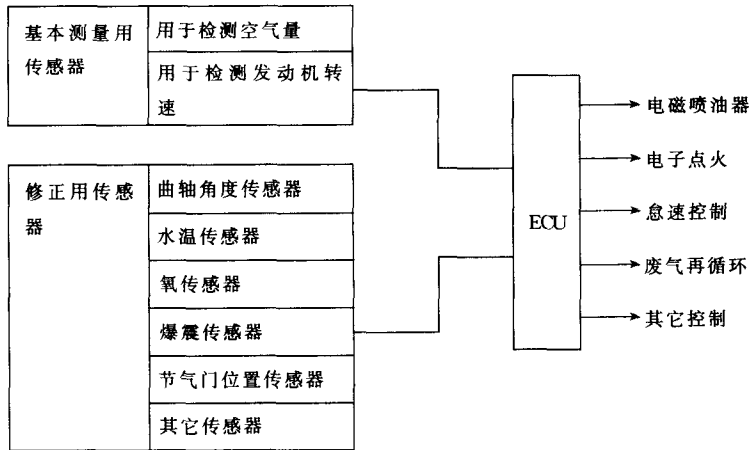 基本测量用
传感器
用于检测空气量
用于检测发动机转
速
修正用传感
器
曲轴角度传感器
水温传感器
氧传感器
爆震传感器
节气门位置传感器
其它传感器
ECU
电磁喷油器
电子点火
怠速控制
废气再循环
其它控制